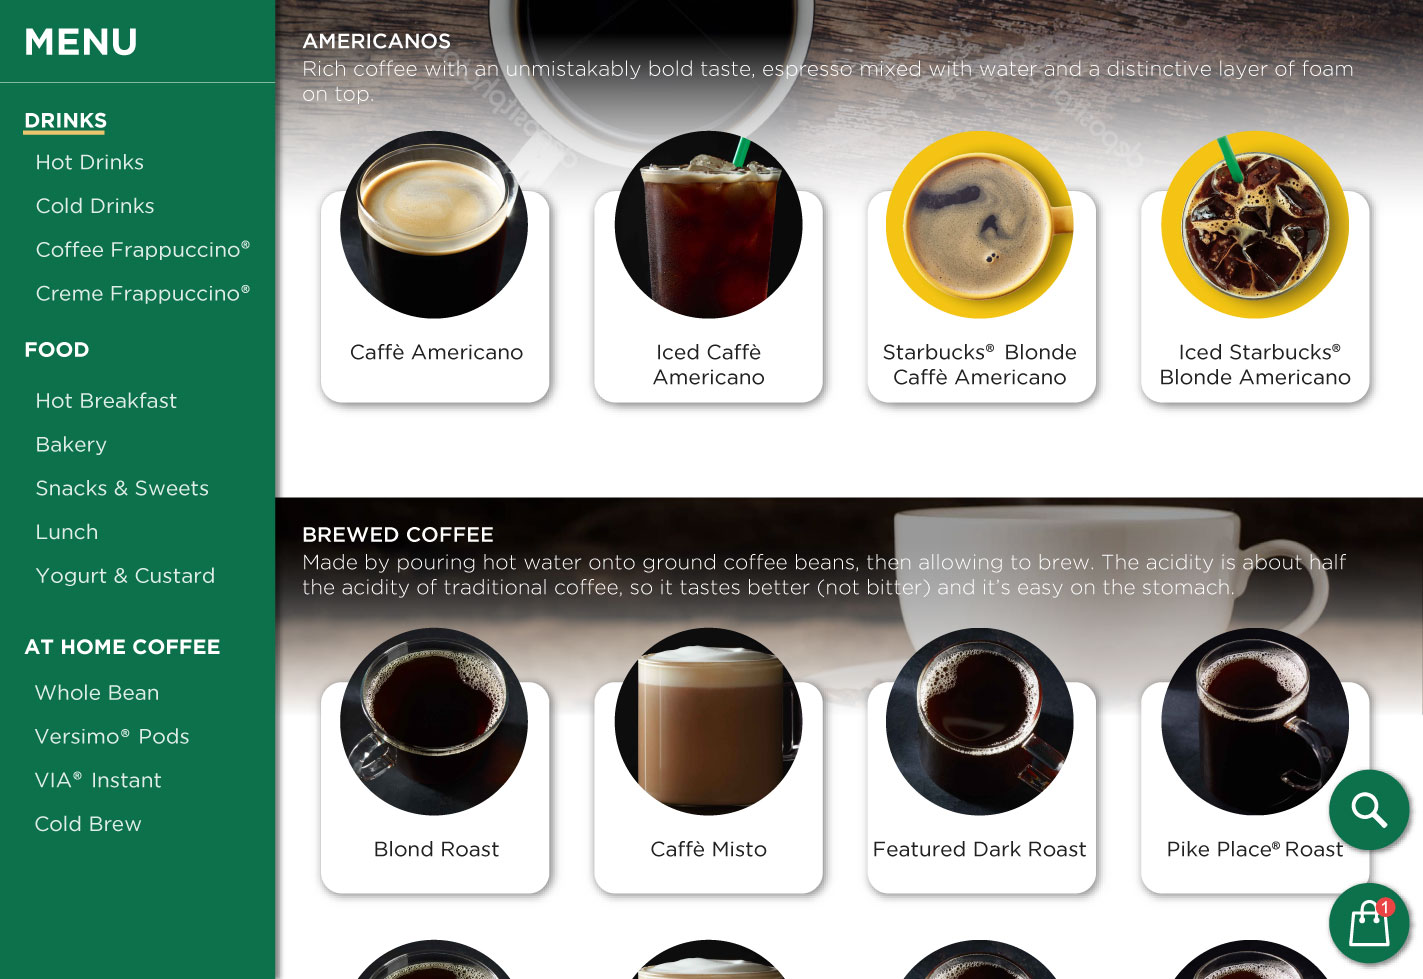 MENU
DRINKS
Hot Drinks
Cold Drinks
Coffee Frappuccino®
Creme Frappuccino®
FOOD
Hot Breakfast
Bakery
Snacks & Sweets
Lunch
Yogurt & Custard
AT HOME COFFEE
Whole Bean
Versimo® Pods
VIA® Instant
Cold Brew
AMERICANOS
Rich coffee with an unmistakably bold taste, espresso mixed with water and a distinctive layer of foam
on top.
Caffè Americano
Iced Caffè
Americano
Starbucks® Blonde
Caffè Americano
Iced Starbucks®
Blonde Americano
BREWED COFFEE
Made by pouring hot water onto ground coffee beans, then allowing to brew. The acidity is about half
the acidity of traditional coffee, so it tastes better (not bitter) and it's easy on the stomach.
Blond Roast
Caffè Misto
Featured Dark Roast
Pike Place® Roast
1